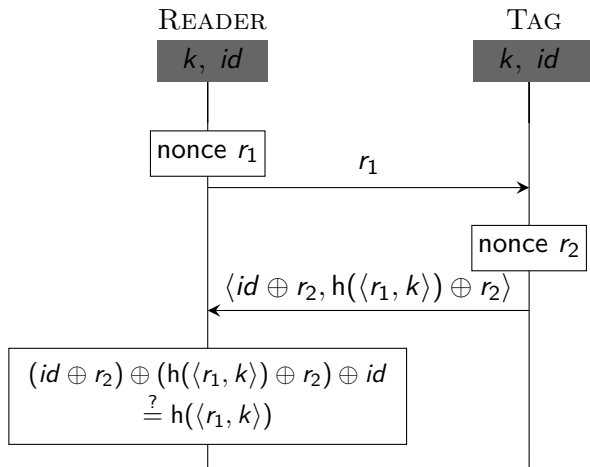 READER TAG
k, id k, id
nonce r₁
r₁
nonce r₂
⟨id ⊕ r₂, h(⟨r₁, k⟩) ⊕ r₂⟩
(id ⊕ r₂) ⊕ (h(⟨r₁, k⟩) ⊕ r₂) ⊕ id
≟ h(⟨r₁, k⟩)